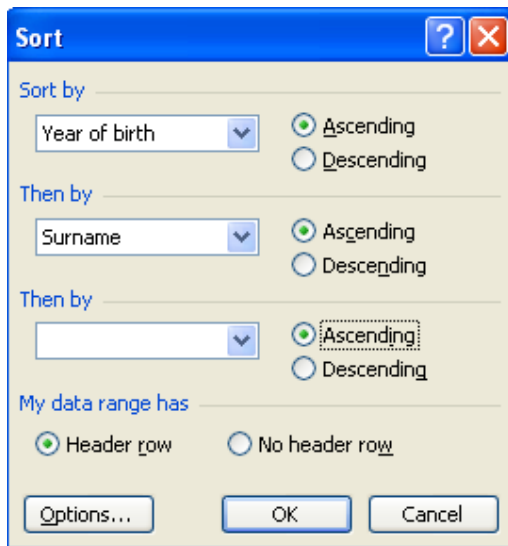 Sort
Sort by
Year of birth
Ascending
Descending
Then by
Surname
Ascending
Descending
Then by
Ascending
Descending
My data range has
Header row
No header row
Options...
OK
Cancel